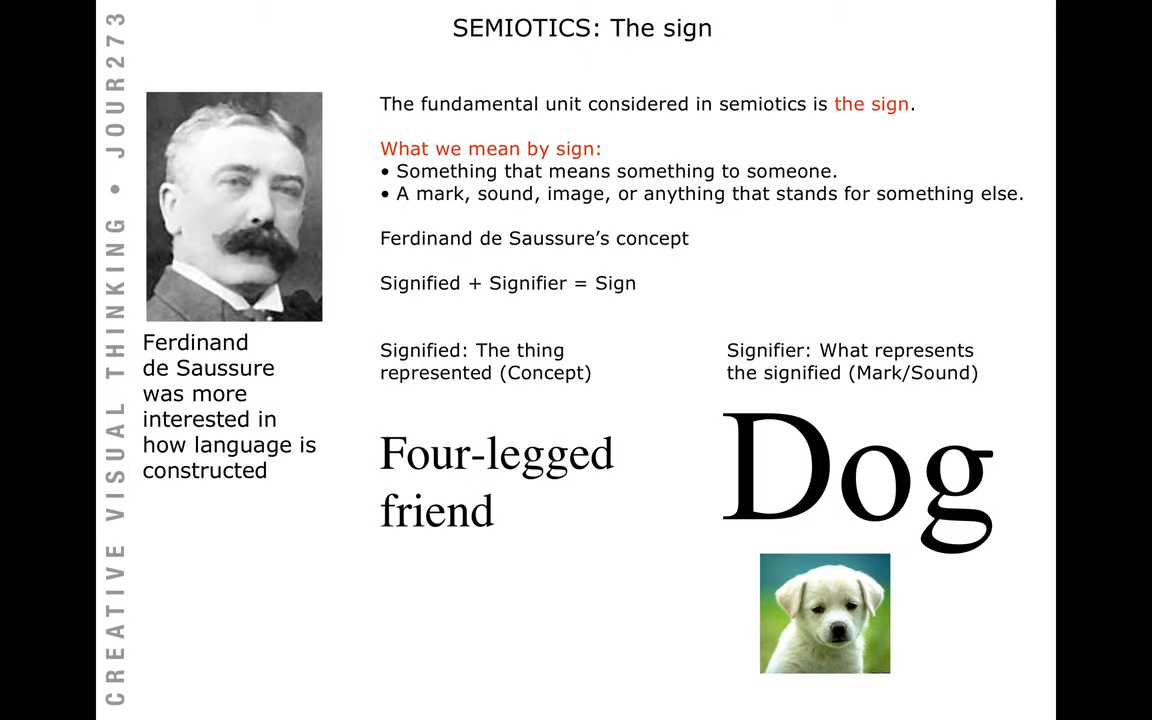 SEMIOTICS: The sign
CREATIVE VISUAL THINKING • JOUR273
The fundamental unit considered in semiotics is the sign.
What we mean by sign:
• Something that means something to someone.
• A mark, sound, image, or anything that stands for something else.
Ferdinand de Saussure’s concept
Signified + Signifier = Sign
Ferdinand
de Saussure
was more
interested in
how language is
constructed
Signified: The thing
represented (Concept)
Four-legged
friend
Signifier: What represents
the signified (Mark/Sound)
Dog